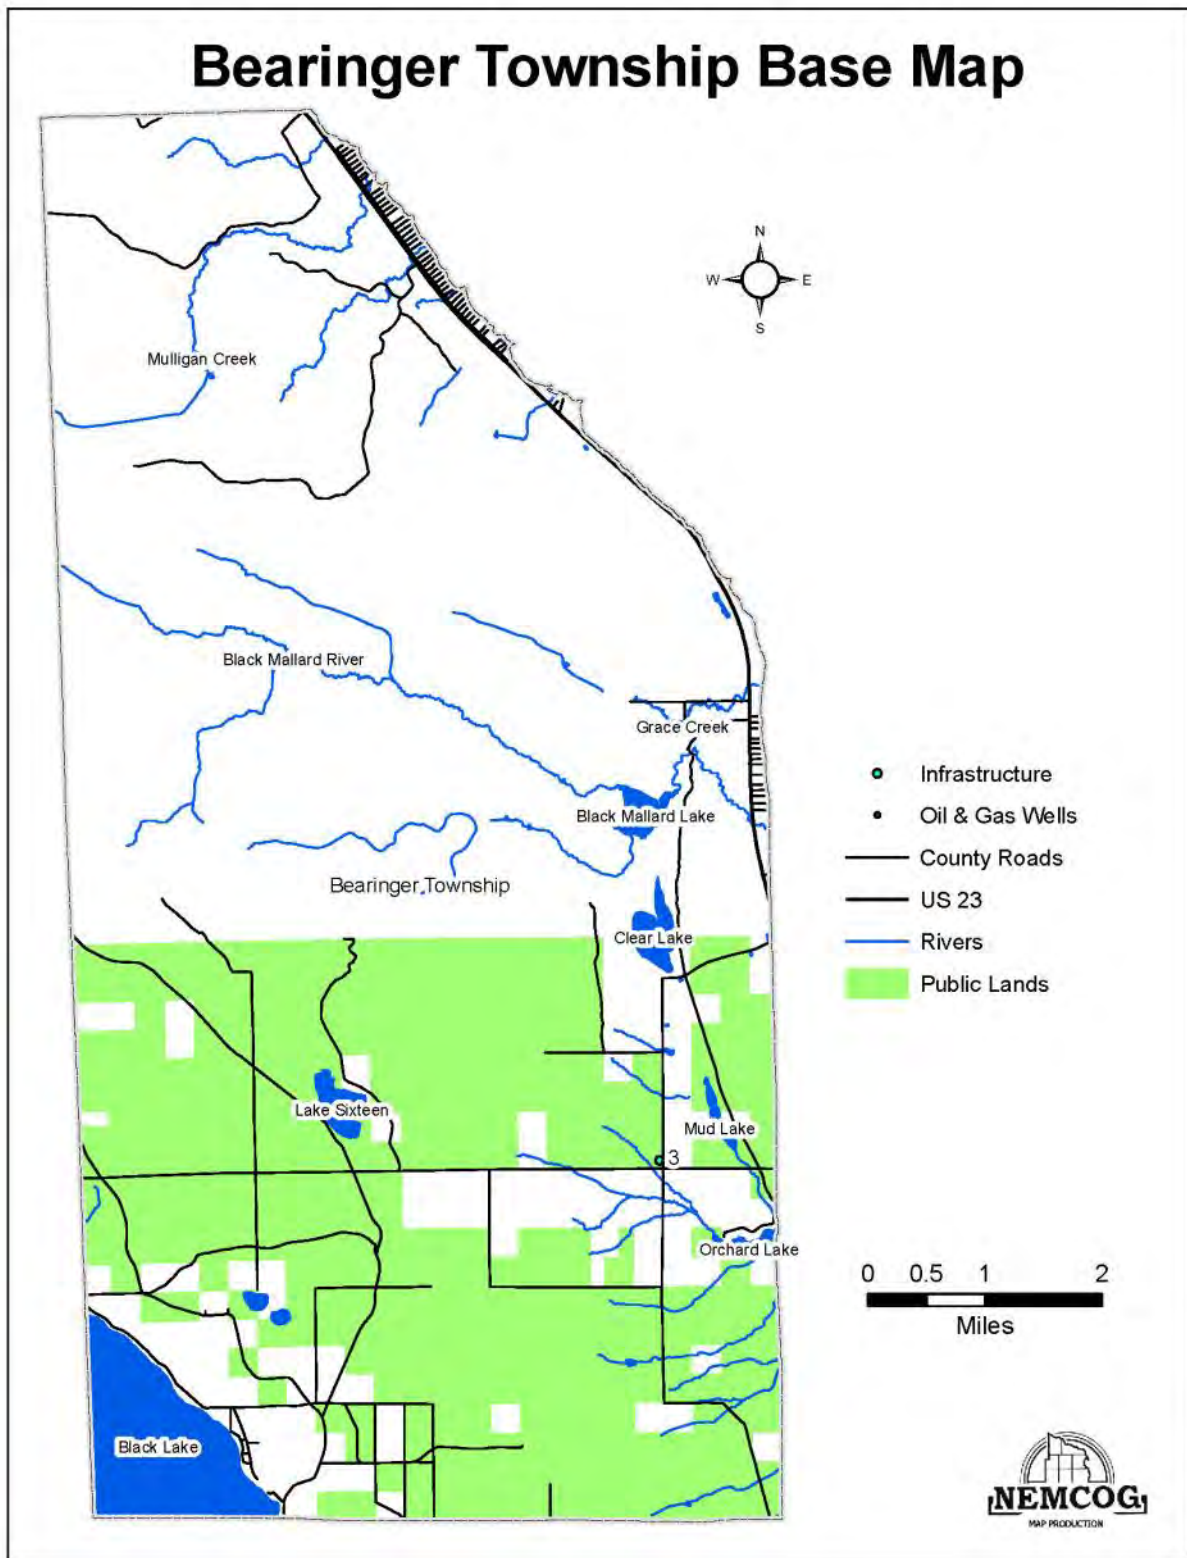 Bearinger Township Base Map
N
W E
S
Mulligan Creek
Black Mallard River
Grace Creek
Black Mallard Lake
Bearinger Township
Clear Lake
Lake Sixteen
Mud Lake
3
Orchard Lake
Black Lake
Infrastructure
Oil & Gas Wells
County Roads
US 23
Rivers
Public Lands
0 0.5 1 2
Miles
NEMCOG
MAP PRODUCTION